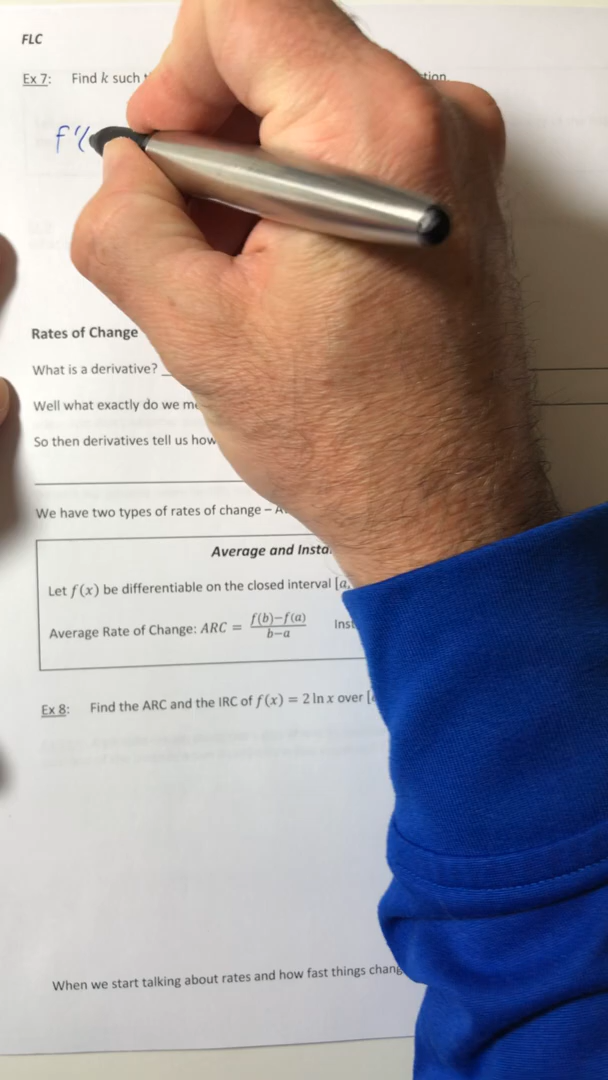 FLC
Ex 7: Find k such tion.
f'(
Rates of Change
What is a derivative? _
Well what exactly do we
So then derivatives tell us how
We have two types of rates of change –
Average and
Let f(x) be differentiable on the closed interval [a,
Average Rate of Change: ARC = f(b)−f(a) / b−a
Ex 8: Find the ARC and the IRC of f(x) = 2 ln x over [
When we start talking about rates and how fast things